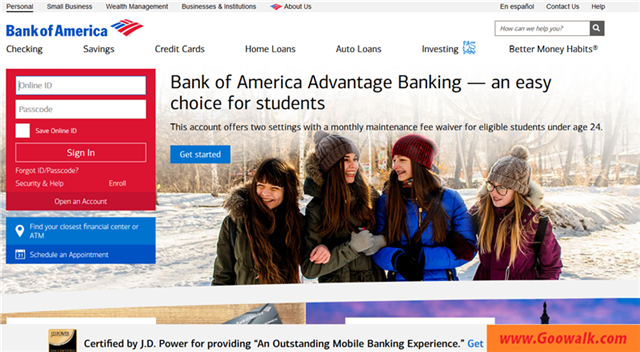 Personal Small Business Wealth Management Businesses & Institutions About Us En español Contact Us Help
Bank of America
How can we help you?
Checking Savings Credit Cards Home Loans Auto Loans Investing Better Money Habits®
Online ID
Passcode
Save Online ID
Sign In
Forgot ID/Passcode?
Security & Help Enroll
Open an Account
Find your closest financial center or
ATM
31 Schedule an Appointment
Bank of America Advantage Banking — an easy
choice for students
This account offers two settings with a monthly maintenance fee waiver for eligible students under age 24.
Get started
J.D. POWER
Certified by J.D. Power for providing “An Outstanding Mobile Banking Experience.” Get
www.Goowalk.com